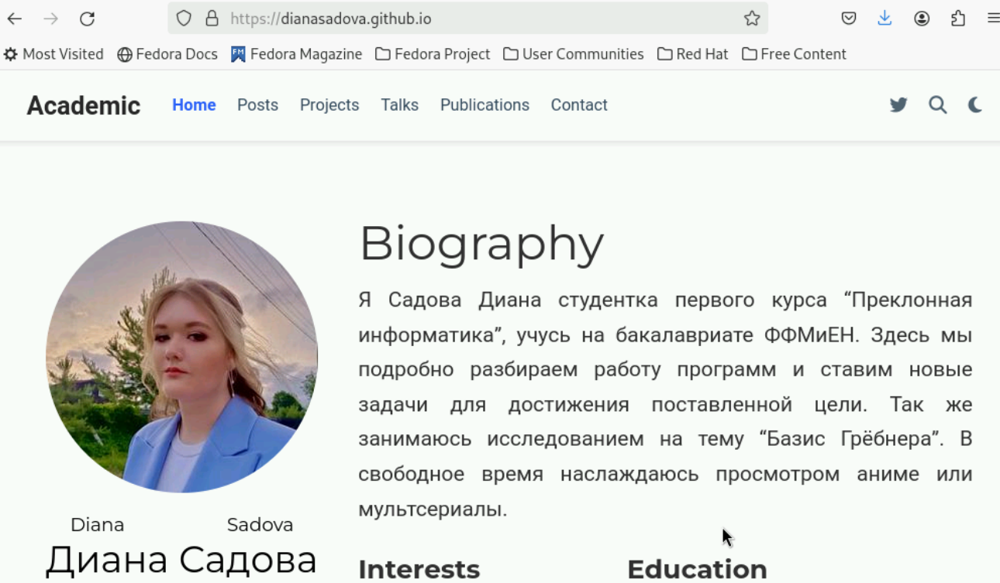 https://dianasadova.github.io
Most Visited Fedora Docs FM Fedora Magazine Fedora Project User Communities Red Hat Free Content
Academic Home Posts Projects Talks Publications Contact
Biography
Я Садова Диана студентка первого курса “Преклонная
информатика”, учусь на бакалавриате ФФМиЕН. Здесь мы
подробно разбираем работу программ и ставим новые
задачи для достижения поставленной цели. Так же
занимаюсь исследованием на тему “Базис Грёбнера”. В
свободное время наслаждаюсь просмотром аниме или
мультсериалы.
Diana Sadova
Диана Садова
Interests Education